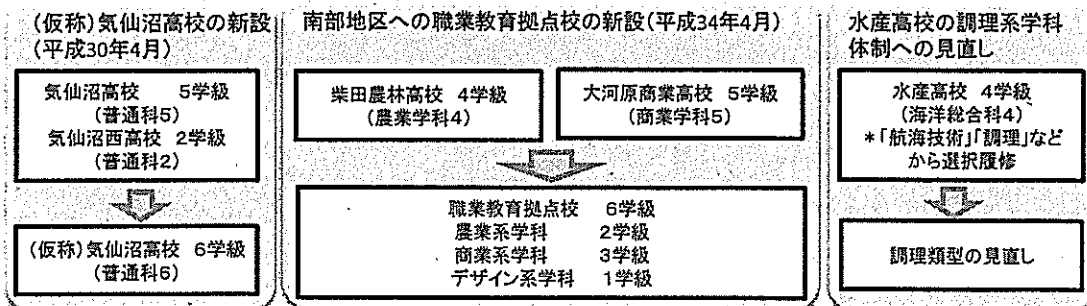 (仮称)気仙沼高校の新設
(平成30年4月)
気仙沼高校 5学級
(普通科5)
気仙沼西高校 2学級
(普通科2)
(仮称)気仙沼高校 6学級
(普通科6)
南部地区への職業教育拠点校の新設(平成34年4月)
柴田農林高校 4学級
(農業学科4)
大河原商業高校 5学級
(商業学科5)
職業教育拠点校 6学級
農業系学科 2学級
商業系学科 3学級
デザイン系学科 1学級
水産高校の調理系学科
体制への見直し
水産高校 4学級
(海洋総合科4)
*「航海技術」「調理」など
から選択履修
調理類型の見直し